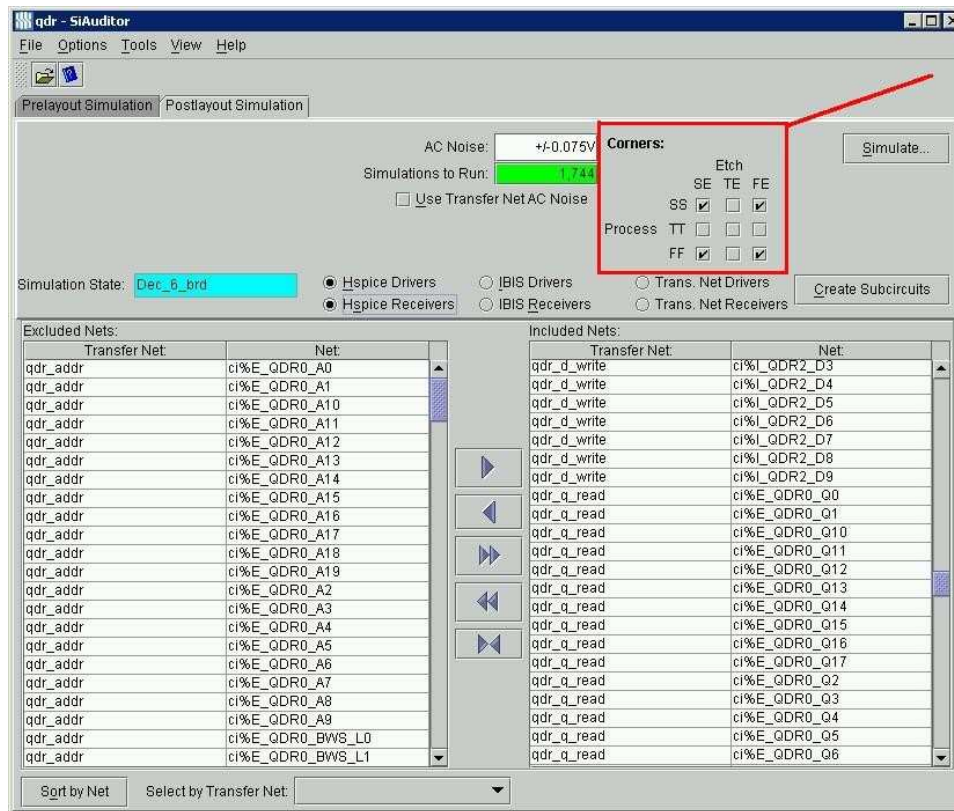 qdr - SiAuditor
File Options Tools View Help
Prelayout Simulation Postlayout Simulation
AC Noise: +/-0.075V
Simulations to Run: 1,744
Use Transfer Net AC Noise
Corners:
Etch
SE TE FE
SS
Process TT
FF
Simulate...
Simulation State: Dec_6_brd
Hspice Drivers IBIS Drivers Trans. Net Drivers
Hspice Receivers IBIS Receivers Trans. Net Receivers
Create Subcircuits
Excluded Nets:
Transfer Net: Net:
qdr_addr ci%E_QDR0_A0
qdr_addr ci%E_QDR0_A1
qdr_addr ci%E_QDR0_A10
qdr_addr ci%E_QDR0_A11
qdr_addr ci%E_QDR0_A12
qdr_addr ci%E_QDR0_A13
qdr_addr ci%E_QDR0_A14
qdr_addr ci%E_QDR0_A15
qdr_addr ci%E_QDR0_A16
qdr_addr ci%E_QDR0_A17
qdr_addr ci%E_QDR0_A18
qdr_addr ci%E_QDR0_A19
qdr_addr ci%E_QDR0_A2
qdr_addr ci%E_QDR0_A3
qdr_addr ci%E_QDR0_A4
qdr_addr ci%E_QDR0_A5
qdr_addr ci%E_QDR0_A6
qdr_addr ci%E_QDR0_A7
qdr_addr ci%E_QDR0_A8
qdr_addr ci%E_QDR0_A9
qdr_addr ci%E_QDR0_BWS_L0
qdr_addr ci%E_QDR0_BWS_L1
Included Nets:
Transfer Net: Net:
qdr_d_write ci%I_QDR2_D3
qdr_d_write ci%I_QDR2_D4
qdr_d_write ci%I_QDR2_D5
qdr_d_write ci%I_QDR2_D6
qdr_d_write ci%I_QDR2_D7
qdr_d_write ci%I_QDR2_D8
qdr_d_write ci%I_QDR2_D9
qdr_q_read ci%E_QDR0_Q0
qdr_q_read ci%E_QDR0_Q1
qdr_q_read ci%E_QDR0_Q10
qdr_q_read ci%E_QDR0_Q11
qdr_q_read ci%E_QDR0_Q12
qdr_q_read ci%E_QDR0_Q13
qdr_q_read ci%E_QDR0_Q14
qdr_q_read ci%E_QDR0_Q15
qdr_q_read ci%E_QDR0_Q16
qdr_q_read ci%E_QDR0_Q17
qdr_q_read ci%E_QDR0_Q2
qdr_q_read ci%E_QDR0_Q3
qdr_q_read ci%E_QDR0_Q4
qdr_q_read ci%E_QDR0_Q5
qdr_q_read ci%E_QDR0_Q6
Sort by Net Select by Transfer Net: